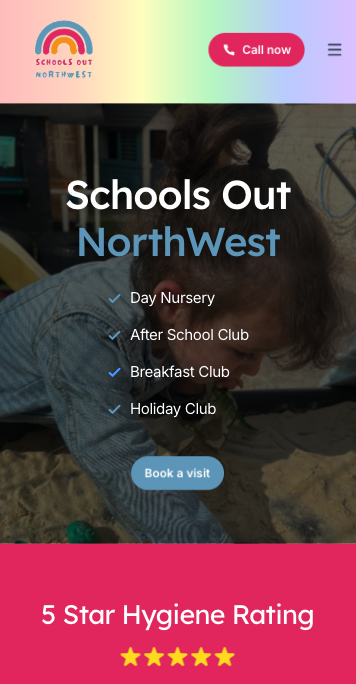 SCHOOLS OUT
NORTHWEST
Call now
Schools Out
NorthWest
Day Nursery
After School Club
Breakfast Club
Holiday Club
Book a visit
5 Star Hygiene Rating